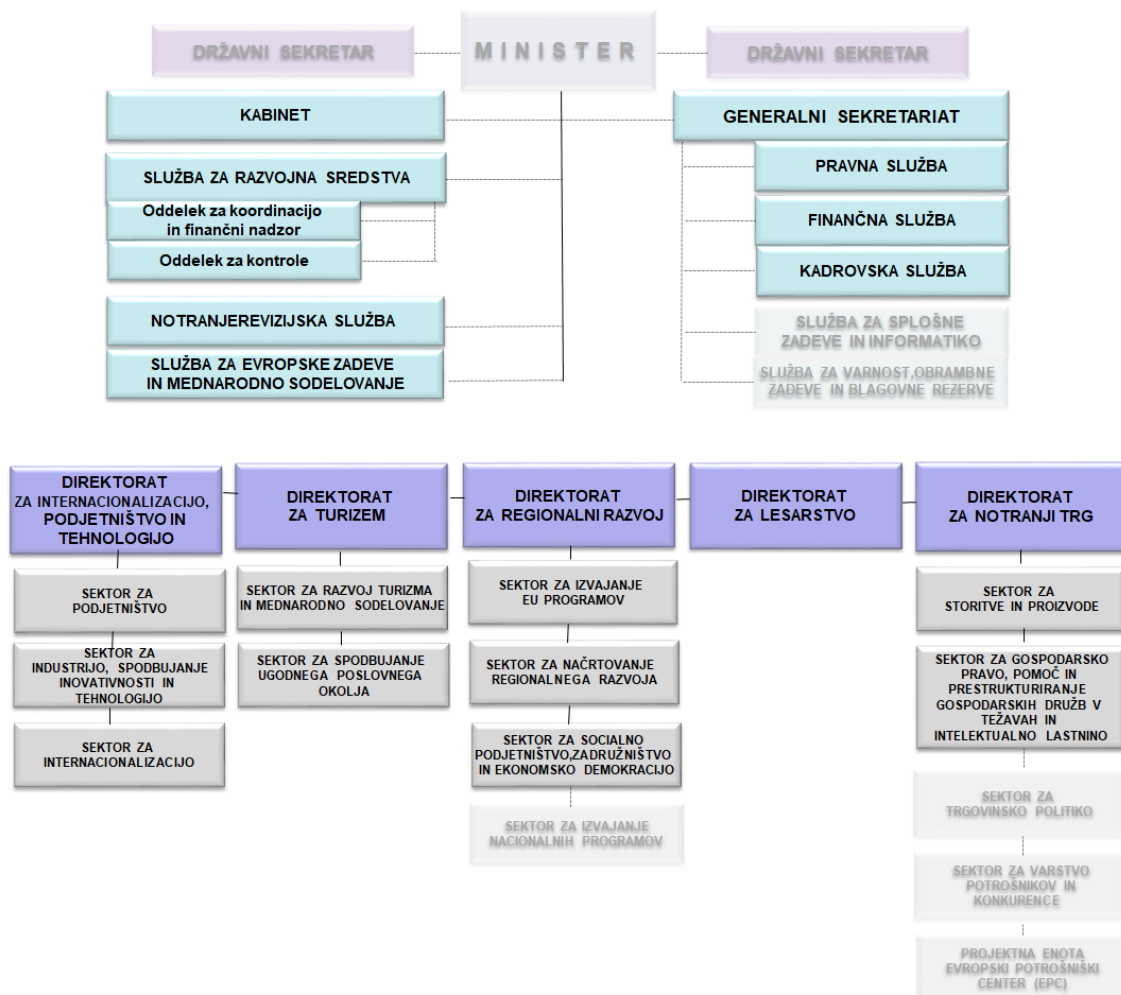 DRŽAVNI SEKRETAR
MINISTER
DRŽAVNI SEKRETAR
KABINET
GENERALNI SEKRETARIAT
SLUŽBA ZA RAZVOJNA SREDSTVA
Oddelek za koordinacijo
in finančni nadzor
Oddelek za kontrole
NOTRANJEREVIZIJSKA SLUŽBA
SLUŽBA ZA EVROPSKE ZADEVE
IN MEDNARODNO SODELOVANJE
PRAVNA SLUŽBA
FINANČNA SLUŽBA
KADROVSKA SLUŽBA
SLUŽBA ZA SPLOŠNE
ZADEVE IN INFORMATIKO
SLUŽBA ZA VARNOST,OBRAMBNE
ZADEVE IN BLAGOVNE REZERVE
DIREKTORAT
ZA INTERNACIONALIZACIJO,
PODJETNIŠTVO IN
TEHNOLOGIJO
SEKTOR ZA
PODJETNIŠTVO
SEKTOR ZA
INDUSTRIJO, SPODBUJANJE
INOVATIVNOSTI IN
TEHNOLOGIJO
SEKTOR ZA
INTERNACIONALIZACIJO
DIREKTORAT
ZA TURIZEM
SEKTOR ZA RAZVOJ TURIZMA
IN MEDNARODNO SODELOVANJE
SEKTOR ZA SPODBUJANJE
UGODNEGA POSLOVNEGA
OKOLJA
DIREKTORAT
ZA REGIONALNI RAZVOJ
SEKTOR ZA IZVAJANJE
EU PROGRAMOV
SEKTOR ZA NAČRTOVANJE
REGIONALNEGA RAZVOJA
SEKTOR ZA SOCIALNO
PODJETNIŠTVO,ZADRUŽNIŠTVO
IN EKONOMSKO DEMOKRACIJO
SEKTOR ZA IZVAJANJE
NACIONALNIH PROGRAMOV
DIREKTORAT
ZA LESARSTVO
DIREKTORAT
ZA NOTRANJI TRG
SEKTOR ZA
STORITVE IN PROIZVODE
SEKTOR ZA GOSPODARSKO
PRAVO, POMOČ IN
PRESTRUKTURIRANJE
GOSPODARSKIH DRUŽB V
TEŽAVAH IN
INTELEKTUALNO LASTNINO
SEKTOR ZA
TRGOVINSKO POLITIKO
SEKTOR ZA VARSTVO
POTROŠNIKOV IN
KONKURENCE
PROJEKTNA ENOTA
EVROPSKI POTROŠNIŠKI
CENTER (EPC)